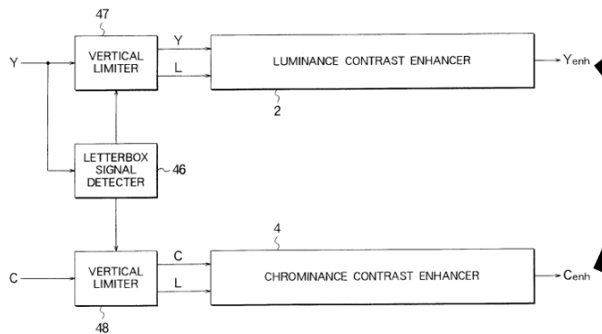 47
Y
VERTICAL
LIMITER
Y
L
LUMINANCE CONTRAST ENHANCER
Yenh
2
LETTERBOX
SIGNAL
DETECTER
46
4
C
VERTICAL
LIMITER
C
L
CHROMINANCE CONTRAST ENHANCER
Cenh
48